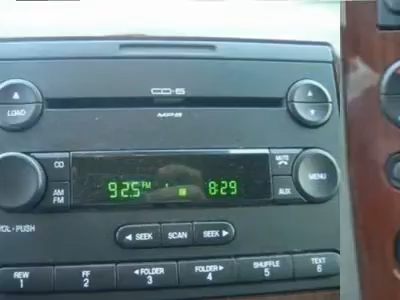 CD-6
LOAD
MP3
CD
MUTE
92.5 FM 8:29
AM FM
AUX
MENU
VOL - PUSH
SEEK SCAN SEEK
REW 1
FF 2
FOLDER 3
FOLDER 4
SHUFFLE 5
TEXT 6